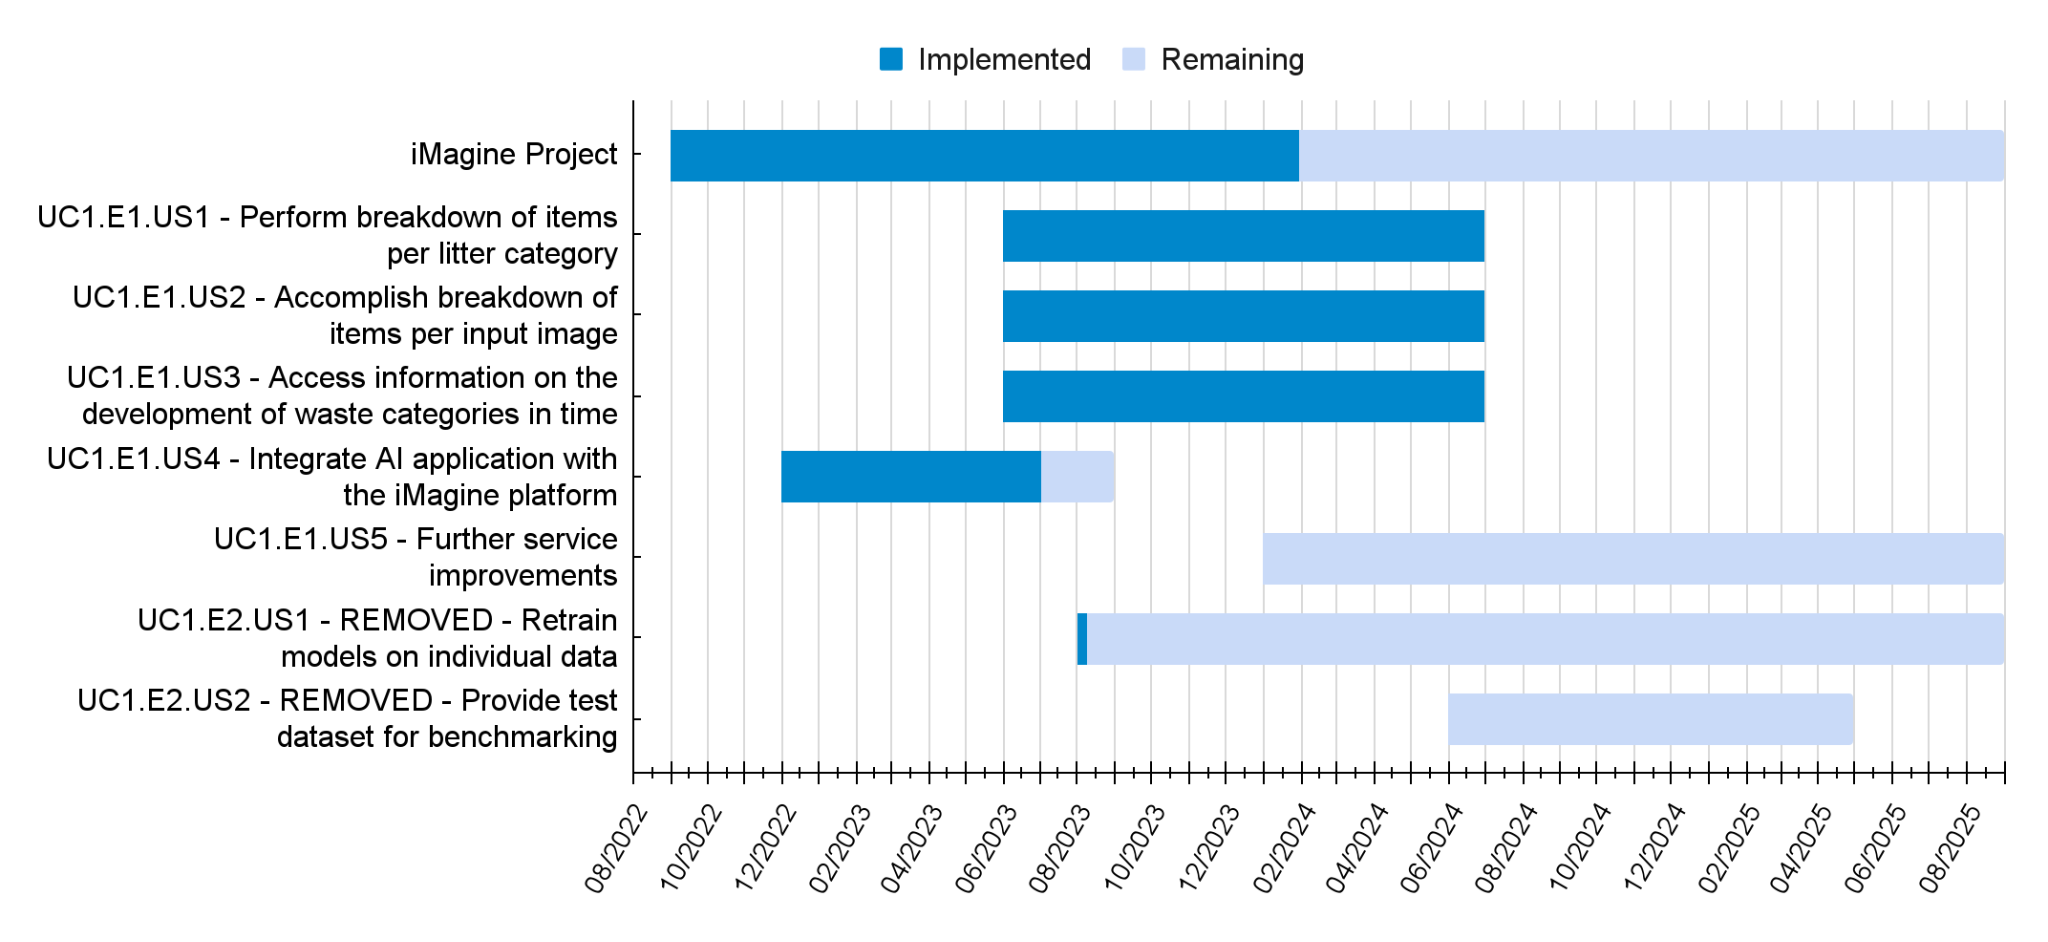 Implemented
Remaining
iMagine Project
UC1.E1.US1 - Perform breakdown of items
per litter category
UC1.E1.US2 - Accomplish breakdown of
items per input image
UC1.E1.US3 - Access information on the
development of waste categories in time
UC1.E1.US4 - Integrate AI application with
the iMagine platform
UC1.E1.US5 - Further service
improvements
UC1.E2.US1 - REMOVED - Retrain
models on individual data
UC1.E2.US2 - REMOVED - Provide test
dataset for benchmarking
08/2022
10/2022
12/2022
02/2023
04/2023
06/2023
08/2023
10/2023
12/2023
02/2024
04/2024
06/2024
08/2024
10/2024
12/2024
02/2025
04/2025
06/2025
08/2025